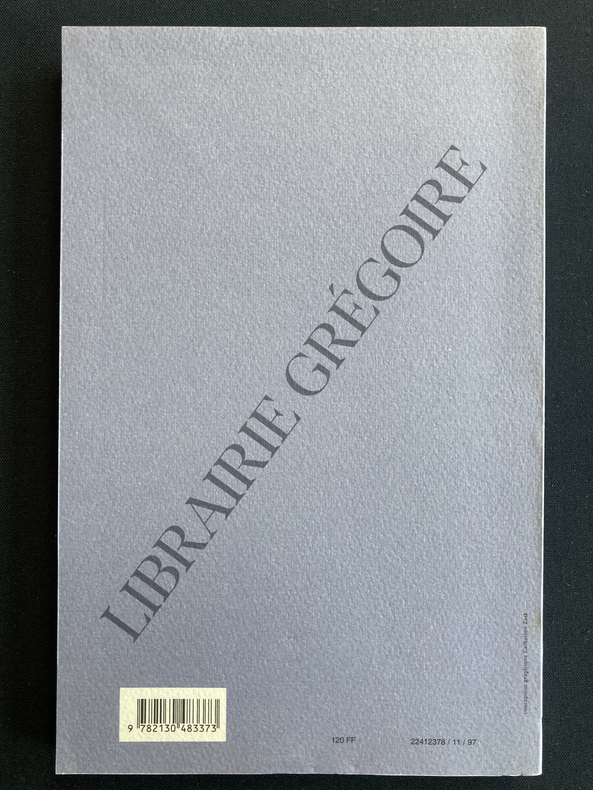 LIBRAIRIE GRÉGOIRE
conception graphique Catherine Zask
9 782130 483373
120 FF
22412378 / 11 / 97